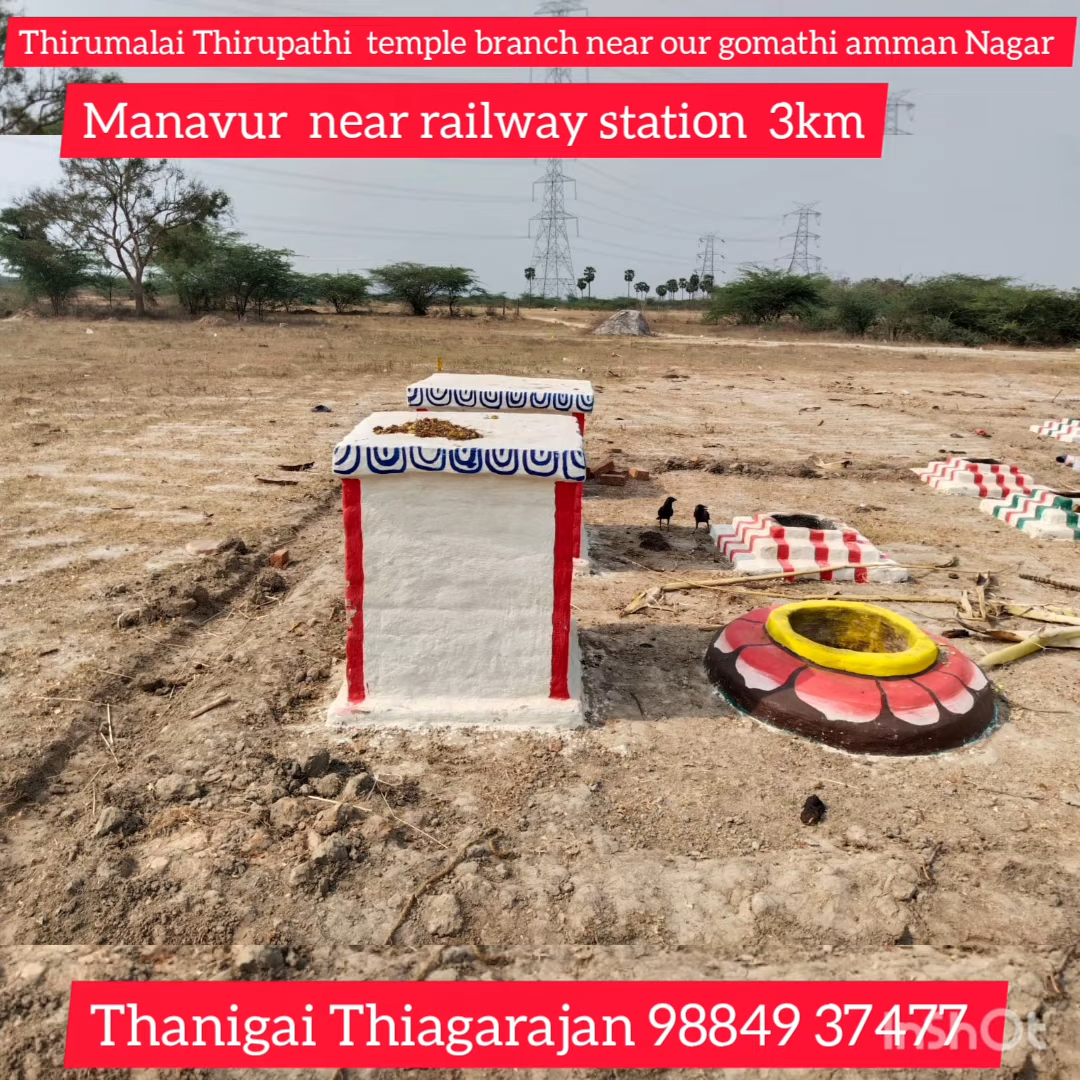 Thirumalai Thirupathi temple branch near our gomathi amman Nagar
Manavur near railway station 3km
Thanigai Thiagarajan 98849 37477
InShOt